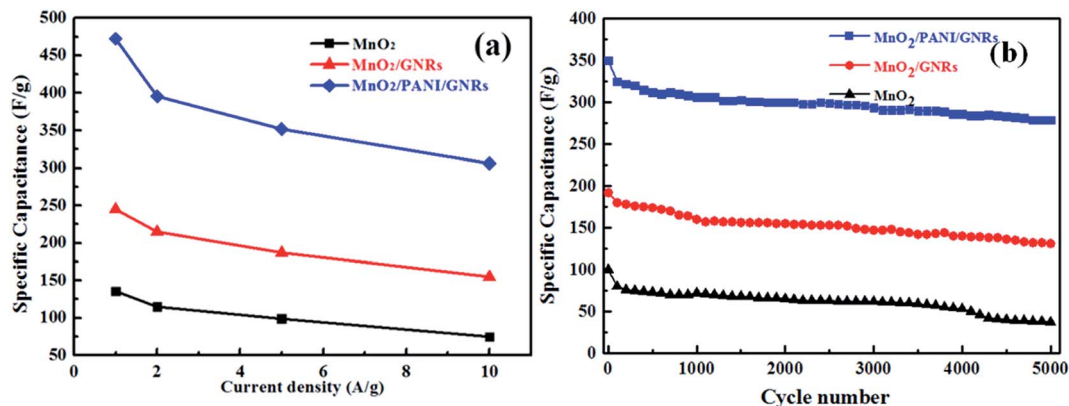 500
450
400
350
300
250
200
150
100
50
Specific Capacitance (F/g)
(a)
MnO₂
MnO₂/GNRs
MnO₂/PANI/GNRs
0
2
4
6
8
10
Current density (A/g)
400
350
300
250
200
150
100
50
0
Specific Capacitance (F/g)
MnO₂/PANI/GNRs
MnO₂/GNRs
MnO₂
(b)
0
1000
2000
3000
4000
5000
Cycle number